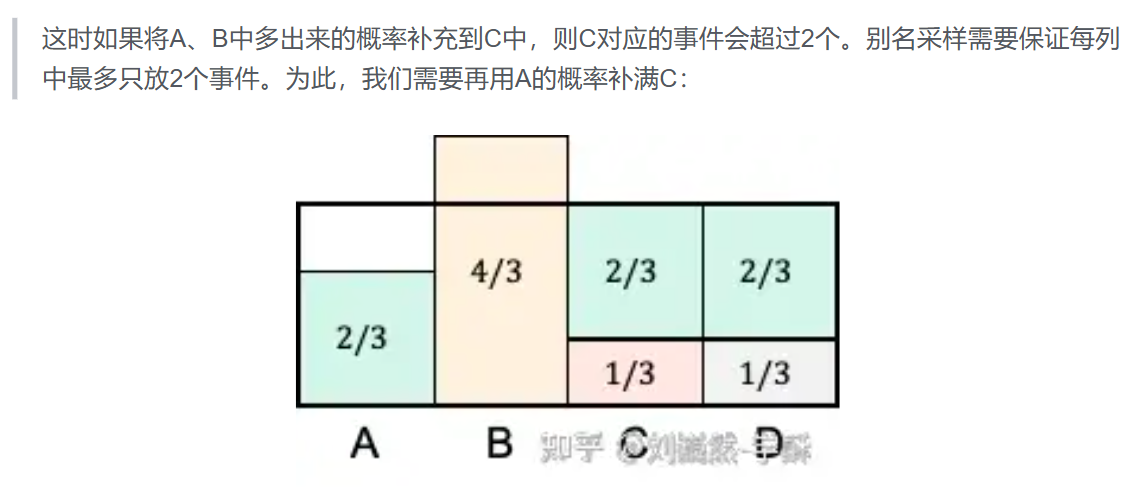 这时如果将A、B中多出来的概率补充到C中，则C对应的事件会超过2个。别名采样需要保证每列
中最多只放2个事件。为此，我们需要再用A的概率补满C：
4/3 2/3 2/3
2/3
1/3 1/3
A B C D
知乎 @刘